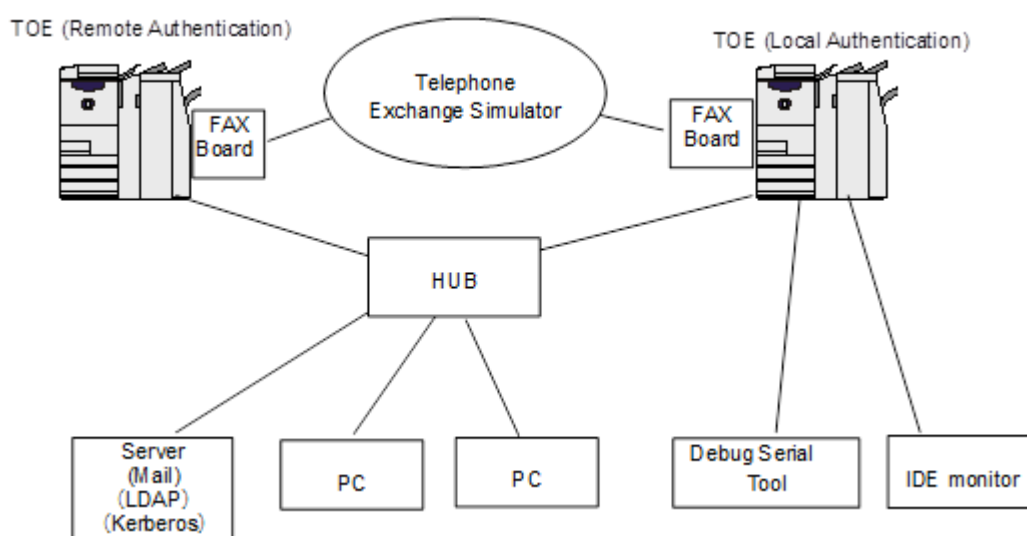 TOE (Remote Authentication)
TOE (Local Authentication)
Telephone
Exchange Simulator
FAX
Board
FAX
Board
HUB
Server
(Mail)
(LDAP)
(Kerberos)
PC
PC
Debug Serial
Tool
IDE monitor